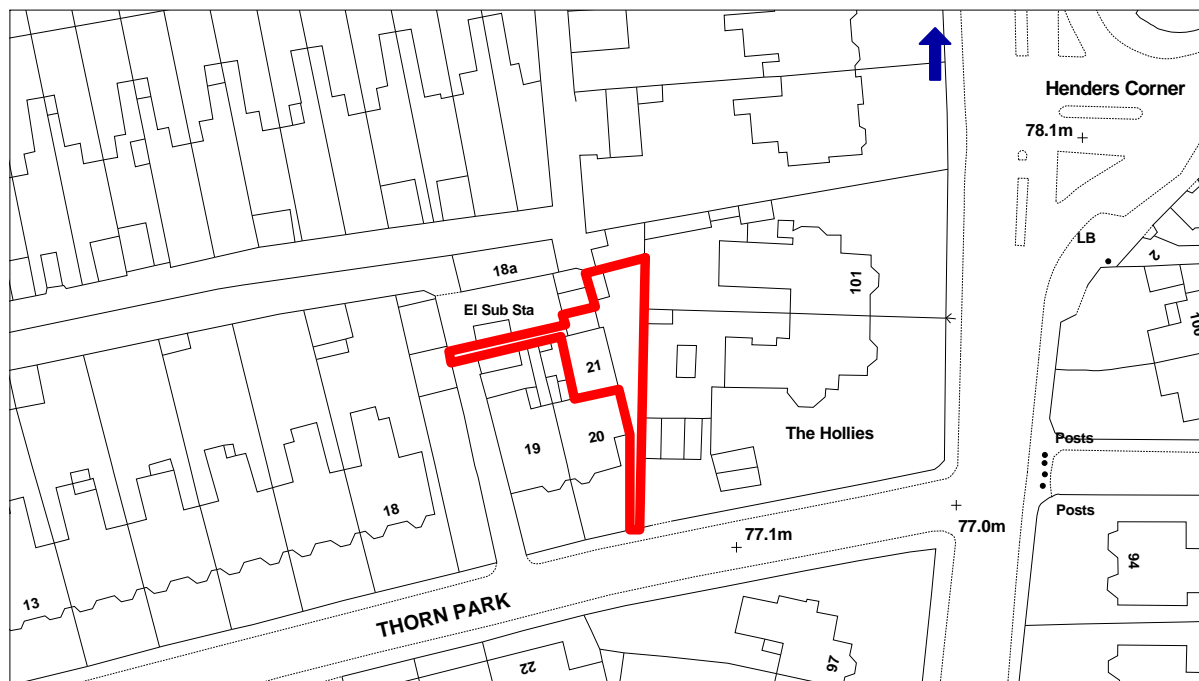 Henders Corner
78.1m
LB
2
18a
El Sub Sta
101
100
21
The Hollies
19
20
18
Posts
Posts
77.0m
77.1m
94
13
THORN PARK
22
97